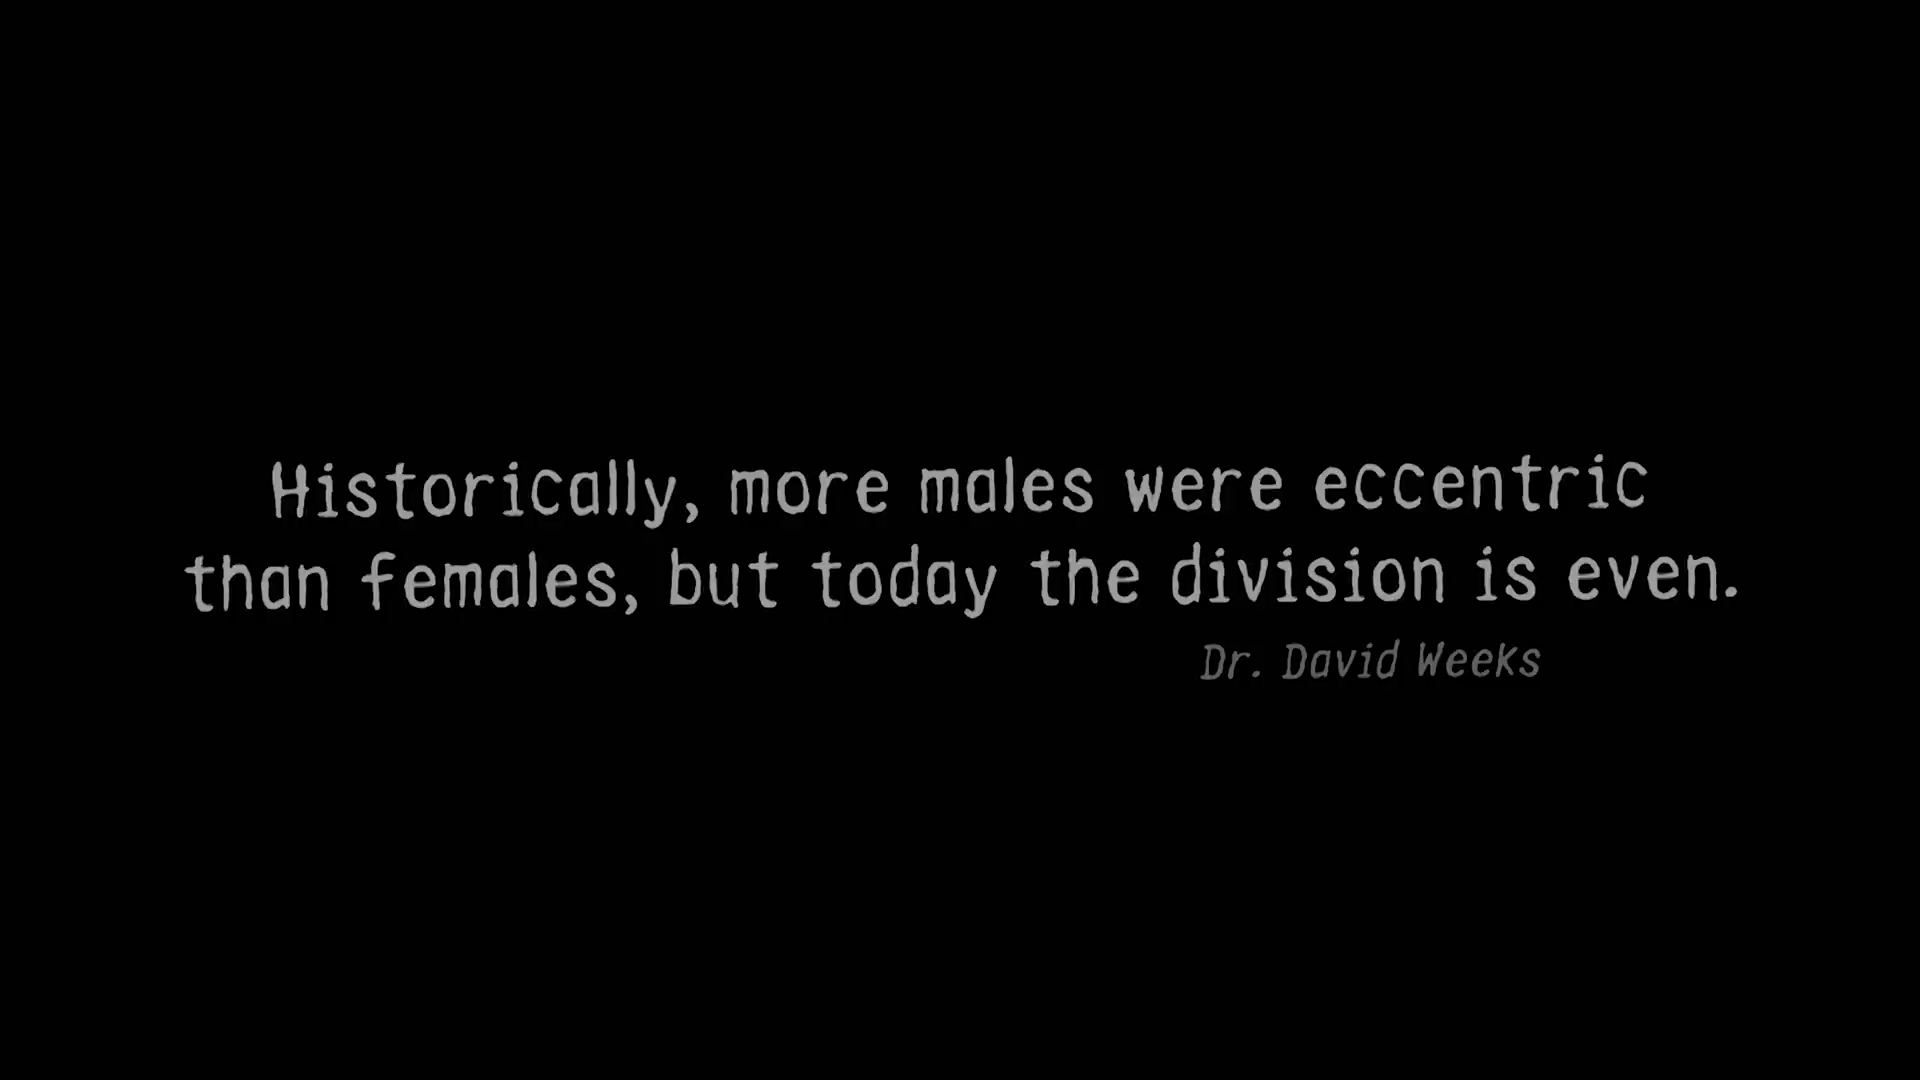 Historically, more males were eccentric
than females, but today the division is even.
Dr. David Weeks